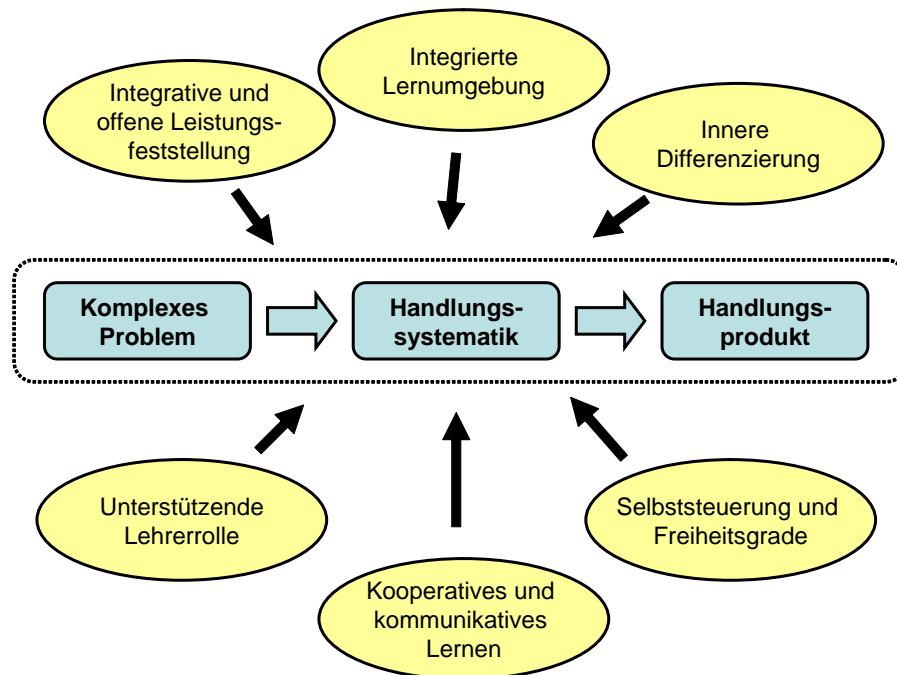 Integrative und
offene Leistungs-
feststellung
Integrierte
Lernumgebung
Innere
Differenzierung
Komplexes
Problem
Handlungs-
systematik
Handlungs-
produkt
Unterstützende
Lehrerrolle
Kooperatives und
kommunikatives
Lernen
Selbststeuerung und
Freiheitsgrade